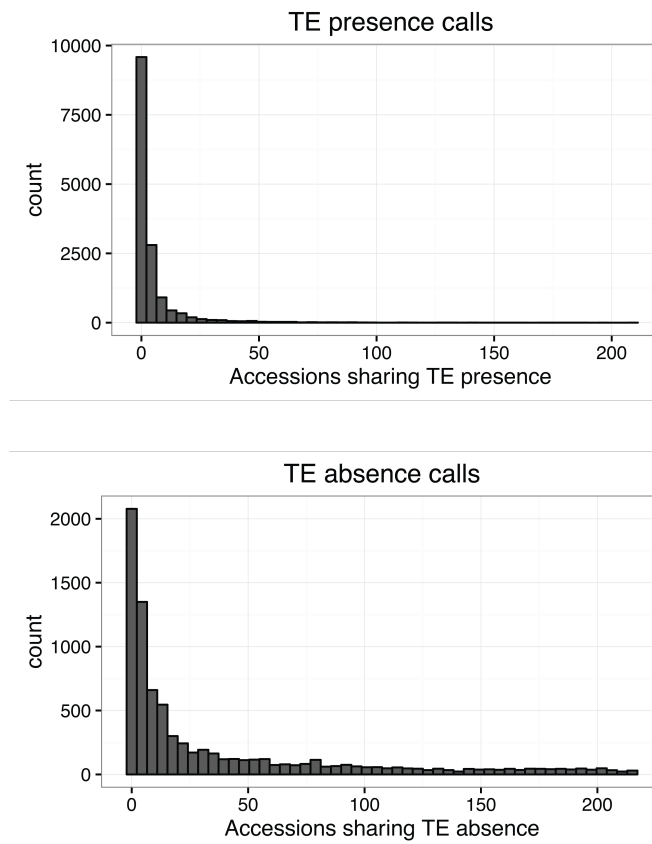 TE presence calls
10000
7500
5000
2500
0
count
0 50 100 150 200
Accessions sharing TE presence
TE absence calls
2000
1500
1000
500
0
count
0 50 100 150 200
Accessions sharing TE absence